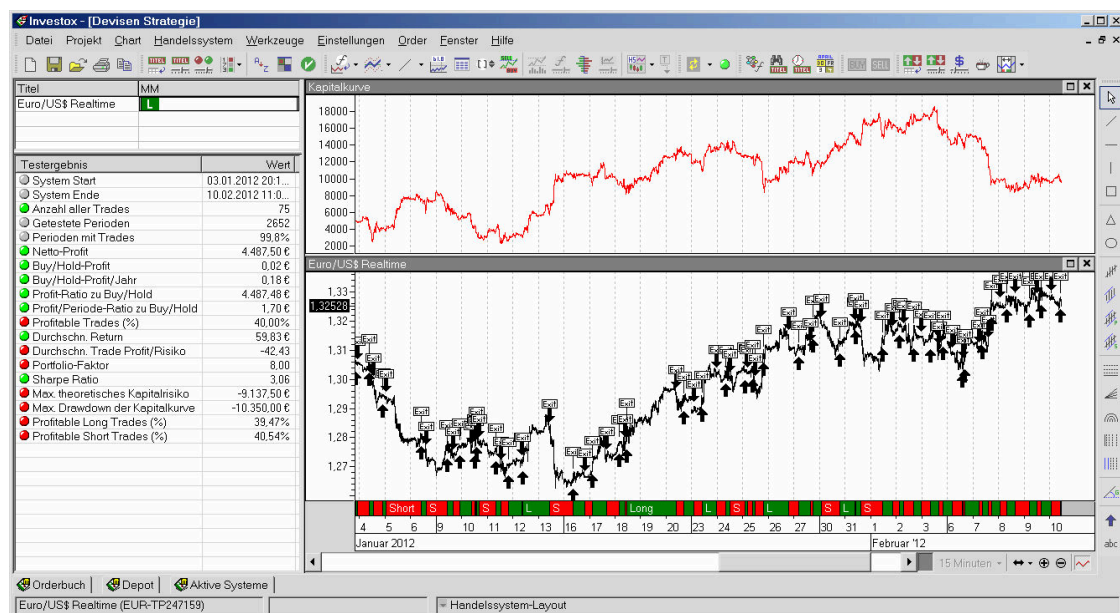 Investox - [Devisen Strategie]
Datei Projekt Chart Handelssystem Werkzeuge Einstellungen Order Fenster Hilfe
Titel MM
Euro/US$ Realtime L
Testergebnis Wert
System Start 03.01.2012 20:1...
System Ende 10.02.2012 11:0...
Anzahl aller Trades 75
Getestete Perioden 2652
Perioden mit Trades 99,8%
Netto-Profit 4.487,50 €
Buy/Hold-Profit 0,02 €
Buy/Hold-Profit/Jahr 0,18 €
Profit-Ratio zu Buy/Hold 4.487,48 €
Profit/Periode-Ratio zu Buy/Hold 1,70 €
Profitable Trades (%) 40,00%
Durchschn. Return 59,83 €
Durchschn. Trade Profit/Risiko -42,43
Portfolio-Faktor 8,00
Sharpe Ratio 3,06
Max. theoretisches Kapitalrisiko -9.137,50 €
Max. Drawdown der Kapitalkurve -10.350,00 €
Profitable Long Trades (%) 39,47%
Profitable Short Trades (%) 40,54%
Kapitalkurve
18000
16000
14000
12000
10000
8000
6000
4000
2000
Euro/US$ Realtime
1,33
1,32528
1,32
1,31
1,30
1,29
1,28
1,27
Exit
Short S S L S Long L S L S L S S
4 5 6 9 10 11 12 13 16 17 18 19 20 23 24 25 26 27 30 31 1 2 3 6 7 8 9 10
Januar 2012 Februar '12
15 Minuten
abc
BUY SELL
Orderbuch Depot Aktive Systeme
Euro/US$ Realtime (EUR-TP247159) Handelssystem-Layout